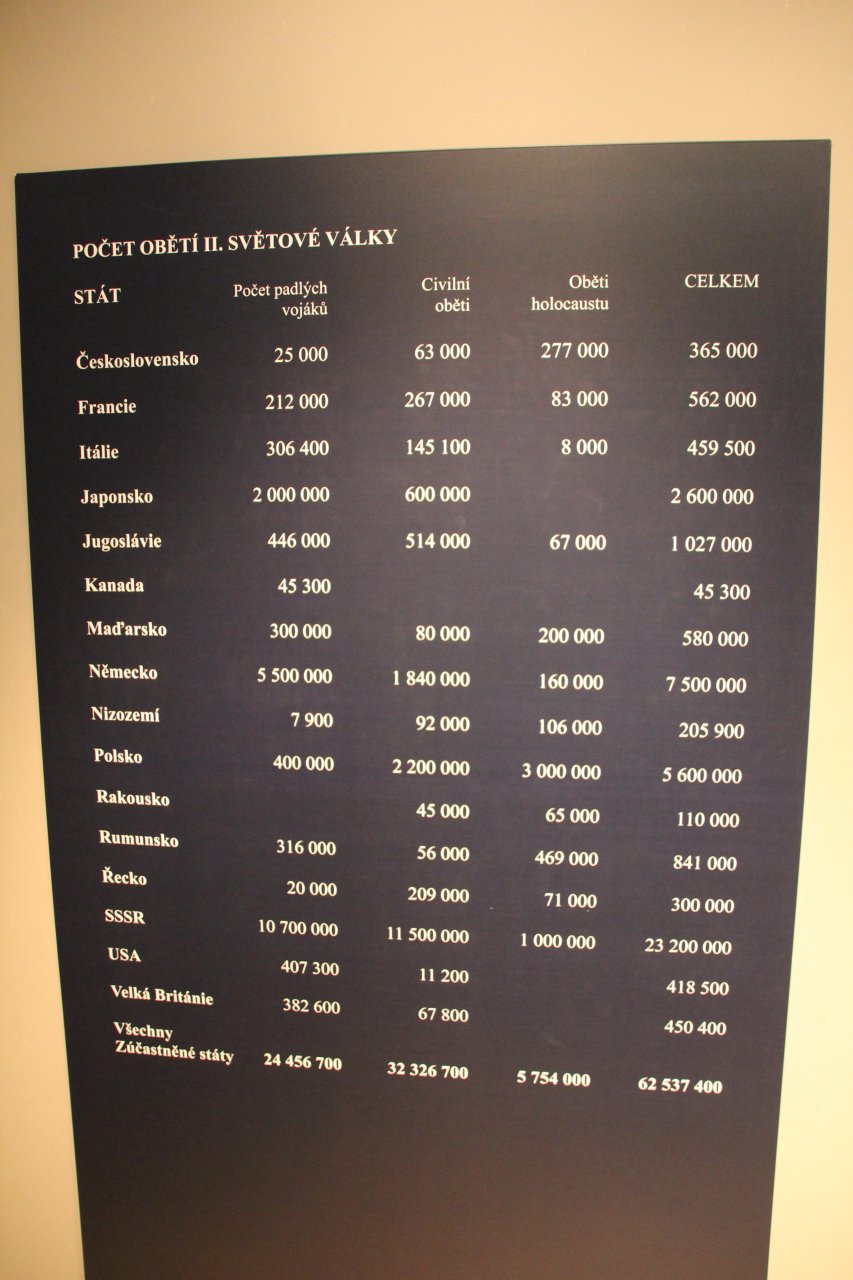 POČET OBĚTÍ II. SVĚTOVÉ VÁLKY
STÁT Počet padlých Civilní Oběti CELKEM
vojáků oběti holocaustu
Československo 25 000 63 000 277 000 365 000
Francie 212 000 267 000 83 000 562 000
Itálie 306 400 145 100 8 000 459 500
Japonsko 2 000 000 600 000 2 600 000
Jugoslávie 446 000 514 000 67 000 1 027 000
Kanada 45 300 45 300
Maďarsko 300 000 80 000 200 000 580 000
Německo 5 500 000 1 840 000 160 000 7 500 000
Nizozemí 7 900 92 000 106 000 205 900
Polsko 400 000 2 200 000 3 000 000 5 600 000
Rakousko 45 000 65 000 110 000
Rumunsko 316 000 56 000 469 000 841 000
Řecko 20 000 209 000 71 000 300 000
SSSR 10 700 000 11 500 000 1 000 000 23 200 000
USA 407 300 11 200 418 500
Velká Británie 382 600 67 800 450 400
Všechny
Zúčastněné státy 24 456 700 32 326 700 5 754 000 62 537 400